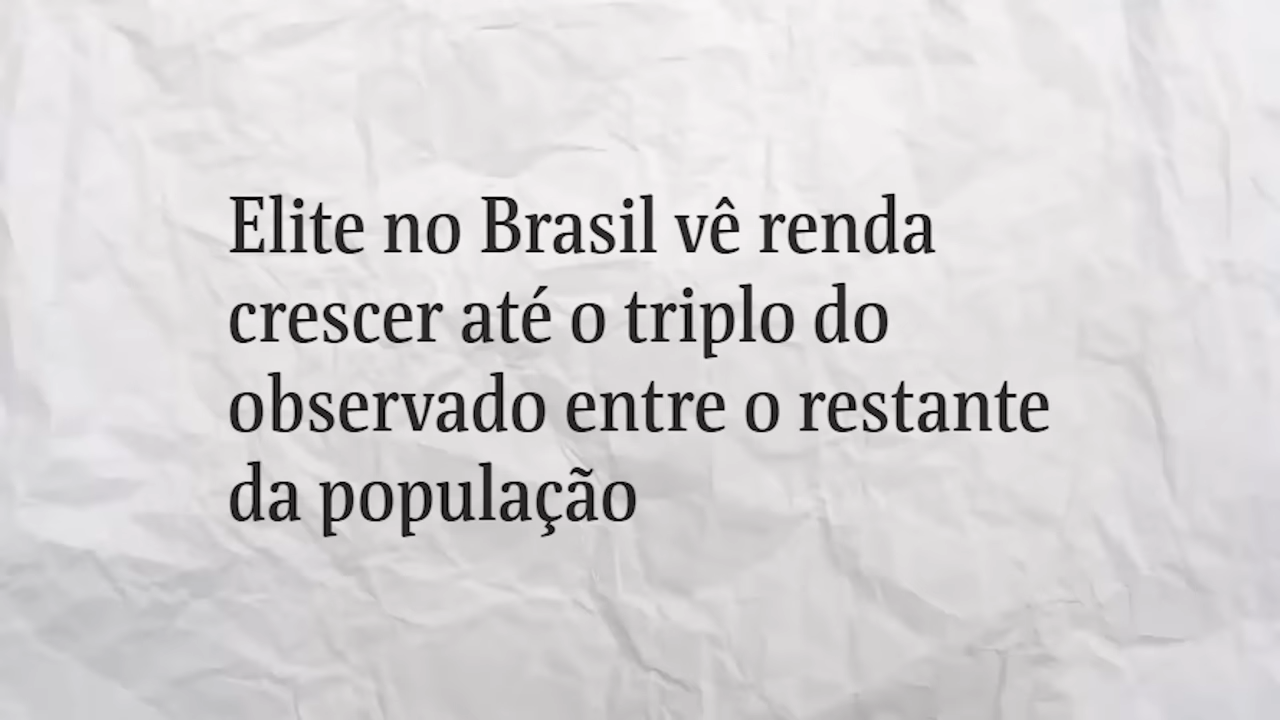 Elite no Brasil vê renda
crescer até o triplo do
observado entre o restante
da população